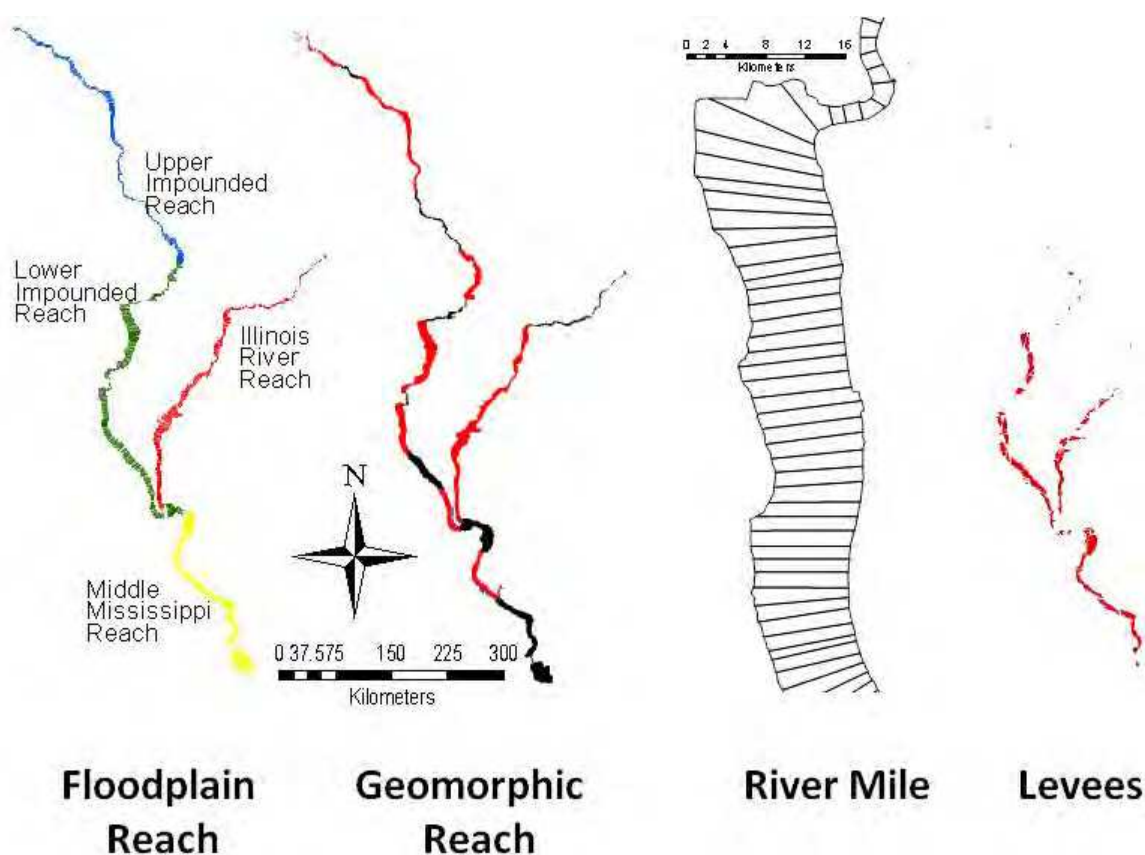 0 2 4 8 12 16
Kilometers
Upper
Impounded
Reach
Lower
Impounded
Reach
Illinois
River
Reach
N
Middle
Mississippi
Reach
0 37.575 150 225 300
Kilometers
Floodplain
Reach
Geomorphic
Reach
River Mile
Levees